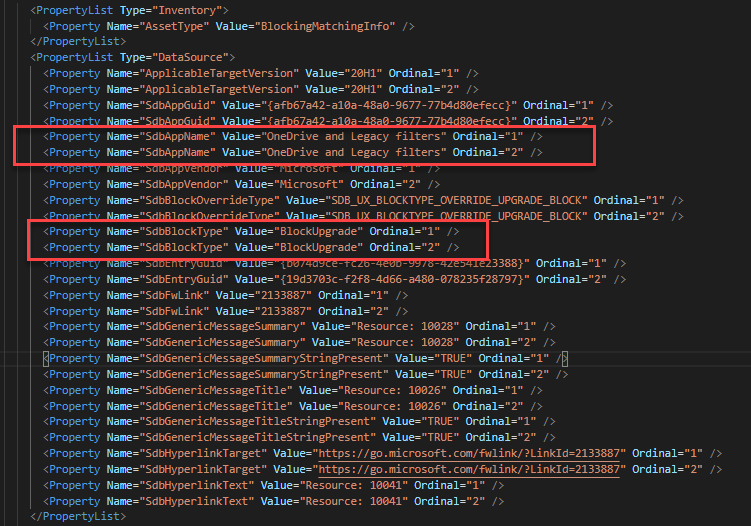 <PropertyList Type="Inventory">
<Property Name="AssetType" Value="BlockingMatchingInfo" />
</PropertyList>
<PropertyList Type="DataSource">
<Property Name="ApplicableTargetVersion" Value="20H1" Ordinal="1" />
<Property Name="ApplicableTargetVersion" Value="20H1" Ordinal="2" />
<Property Name="SdbAppGuid" Value="{afb67a42-a10a-48a0-9677-77b4d80efecc}" Ordinal="1" />
<Property Name="SdbAppGuid" Value="{afb67a42-a10a-48a0-9677-77b4d80efecc}" Ordinal="2" />
<Property Name="SdbAppName" Value="OneDrive and Legacy filters" Ordinal="1" />
<Property Name="SdbAppName" Value="OneDrive and Legacy filters" Ordinal="2" />
<Property Name="SdbAppVendor" Value="Microsoft" Ordinal="1" />
<Property Name="SdbAppVendor" Value="Microsoft" Ordinal="2" />
<Property Name="SdbBlockOverrideType" Value="SDB_UX_BLOCKTYPE_OVERRIDE_UPGRADE_BLOCK" Ordinal="1" />
<Property Name="SdbBlockOverrideType" Value="SDB_UX_BLOCKTYPE_OVERRIDE_UPGRADE_BLOCK" Ordinal="2" />
<Property Name="SdbBlockType" Value="BlockUpgrade" Ordinal="1" />
<Property Name="SdbBlockType" Value="BlockUpgrade" Ordinal="2" />
<Property Name="SdbEntryGuid" Value="{b074d9ce-fc26-4e0b-9978-42e541e23388}" Ordinal="1" />
<Property Name="SdbEntryGuid" Value="{19d3703c-f2f8-4d66-a480-078235f28797}" Ordinal="2" />
<Property Name="SdbFwLink" Value="2133887" Ordinal="1" />
<Property Name="SdbFwLink" Value="2133887" Ordinal="2" />
<Property Name="SdbGenericMessageSummary" Value="Resource: 10028" Ordinal="1" />
<Property Name="SdbGenericMessageSummary" Value="Resource: 10028" Ordinal="2" />
<Property Name="SdbGenericMessageSummaryStringPresent" Value="TRUE" Ordinal="1" />
<Property Name="SdbGenericMessageSummaryStringPresent" Value="TRUE" Ordinal="2" />
<Property Name="SdbGenericMessageTitle" Value="Resource: 10026" Ordinal="1" />
<Property Name="SdbGenericMessageTitle" Value="Resource: 10026" Ordinal="2" />
<Property Name="SdbGenericMessageTitleStringPresent" Value="TRUE" Ordinal="1" />
<Property Name="SdbGenericMessageTitleStringPresent" Value="TRUE" Ordinal="2" />
<Property Name="SdbHyperlinkTarget" Value="https://go.microsoft.com/fwlink/?LinkId=2133887" Ordinal="1" />
<Property Name="SdbHyperlinkTarget" Value="https://go.microsoft.com/fwlink/?LinkId=2133887" Ordinal="2" />
<Property Name="SdbHyperlinkText" Value="Resource: 10041" Ordinal="1" />
<Property Name="SdbHyperlinkText" Value="Resource: 10041" Ordinal="2" />
</PropertyList>